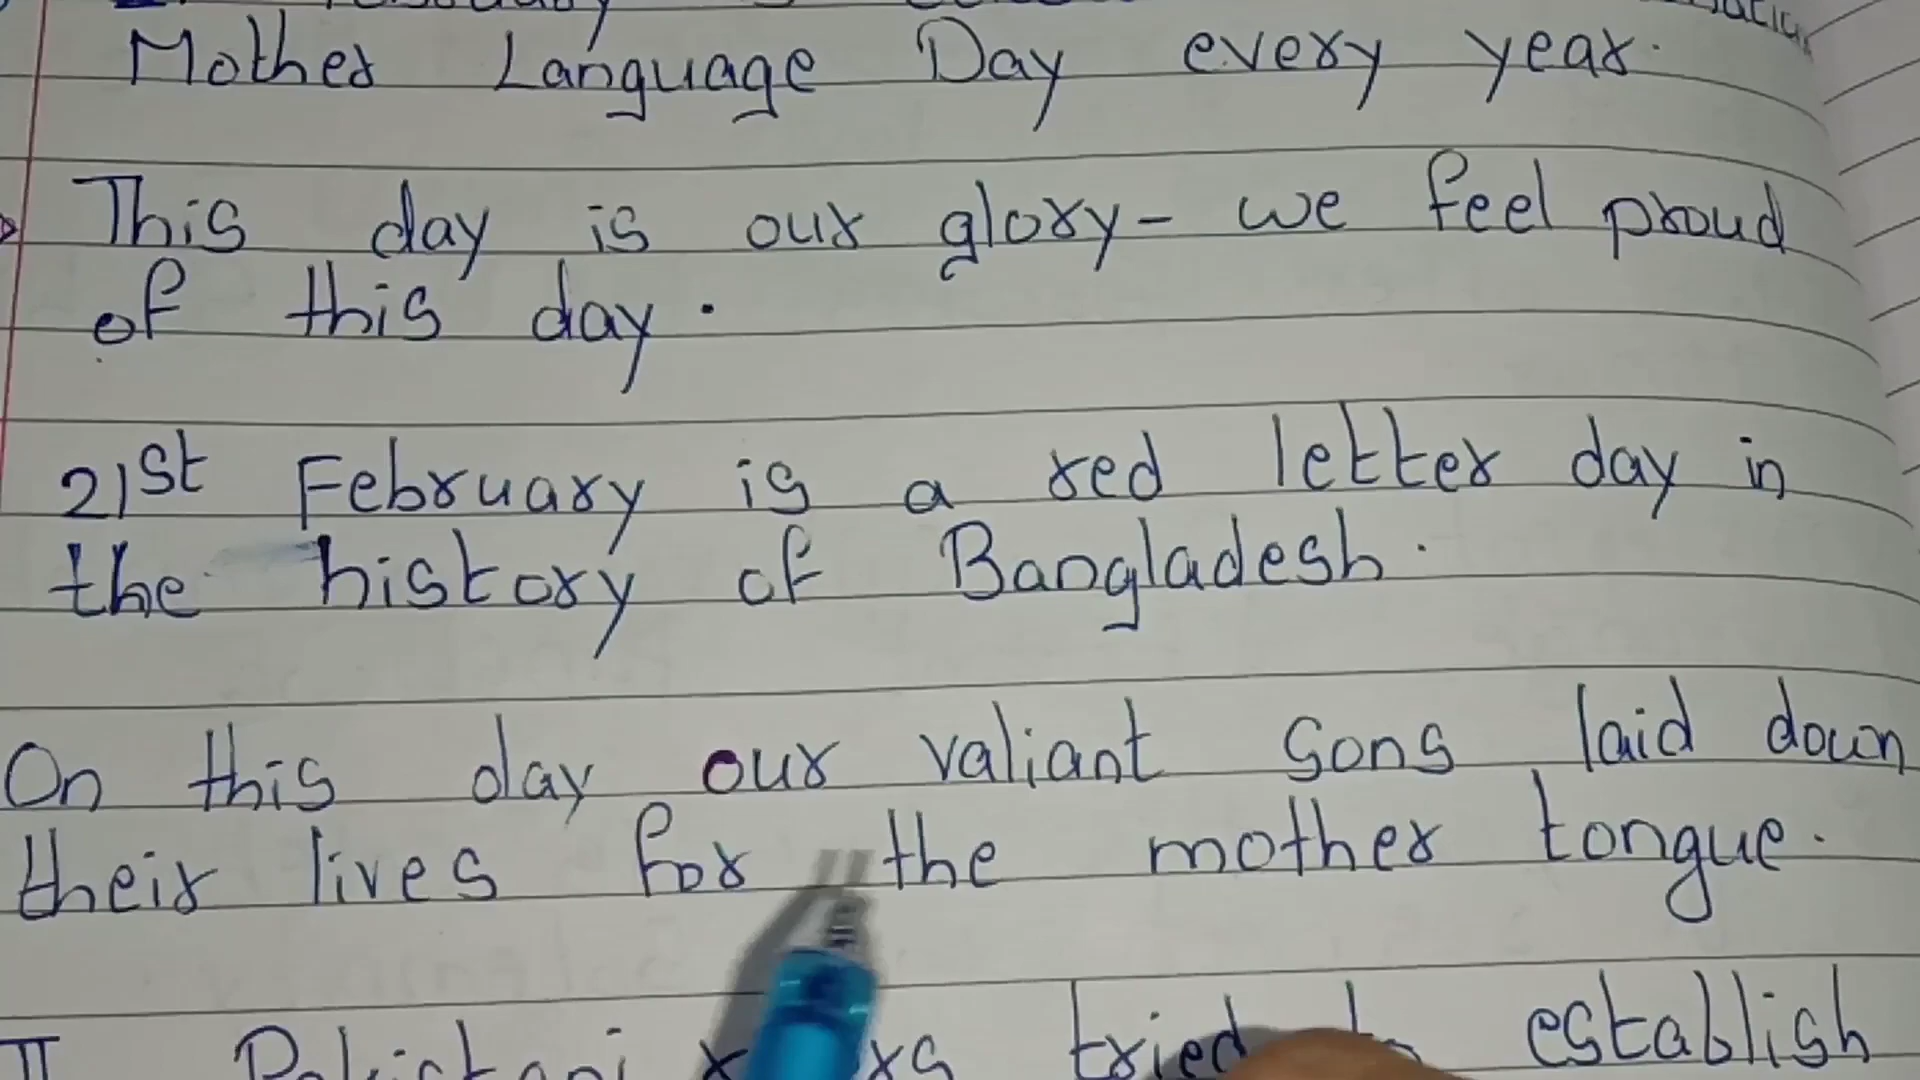 Mother Language Day every year.
This day is our glory - we feel proud
of this day.
21st February is a red letter day in
the history of Bangladesh.
On this day our valiant sons laid down
their lives for the mother tongue.
Pakistani tried establish